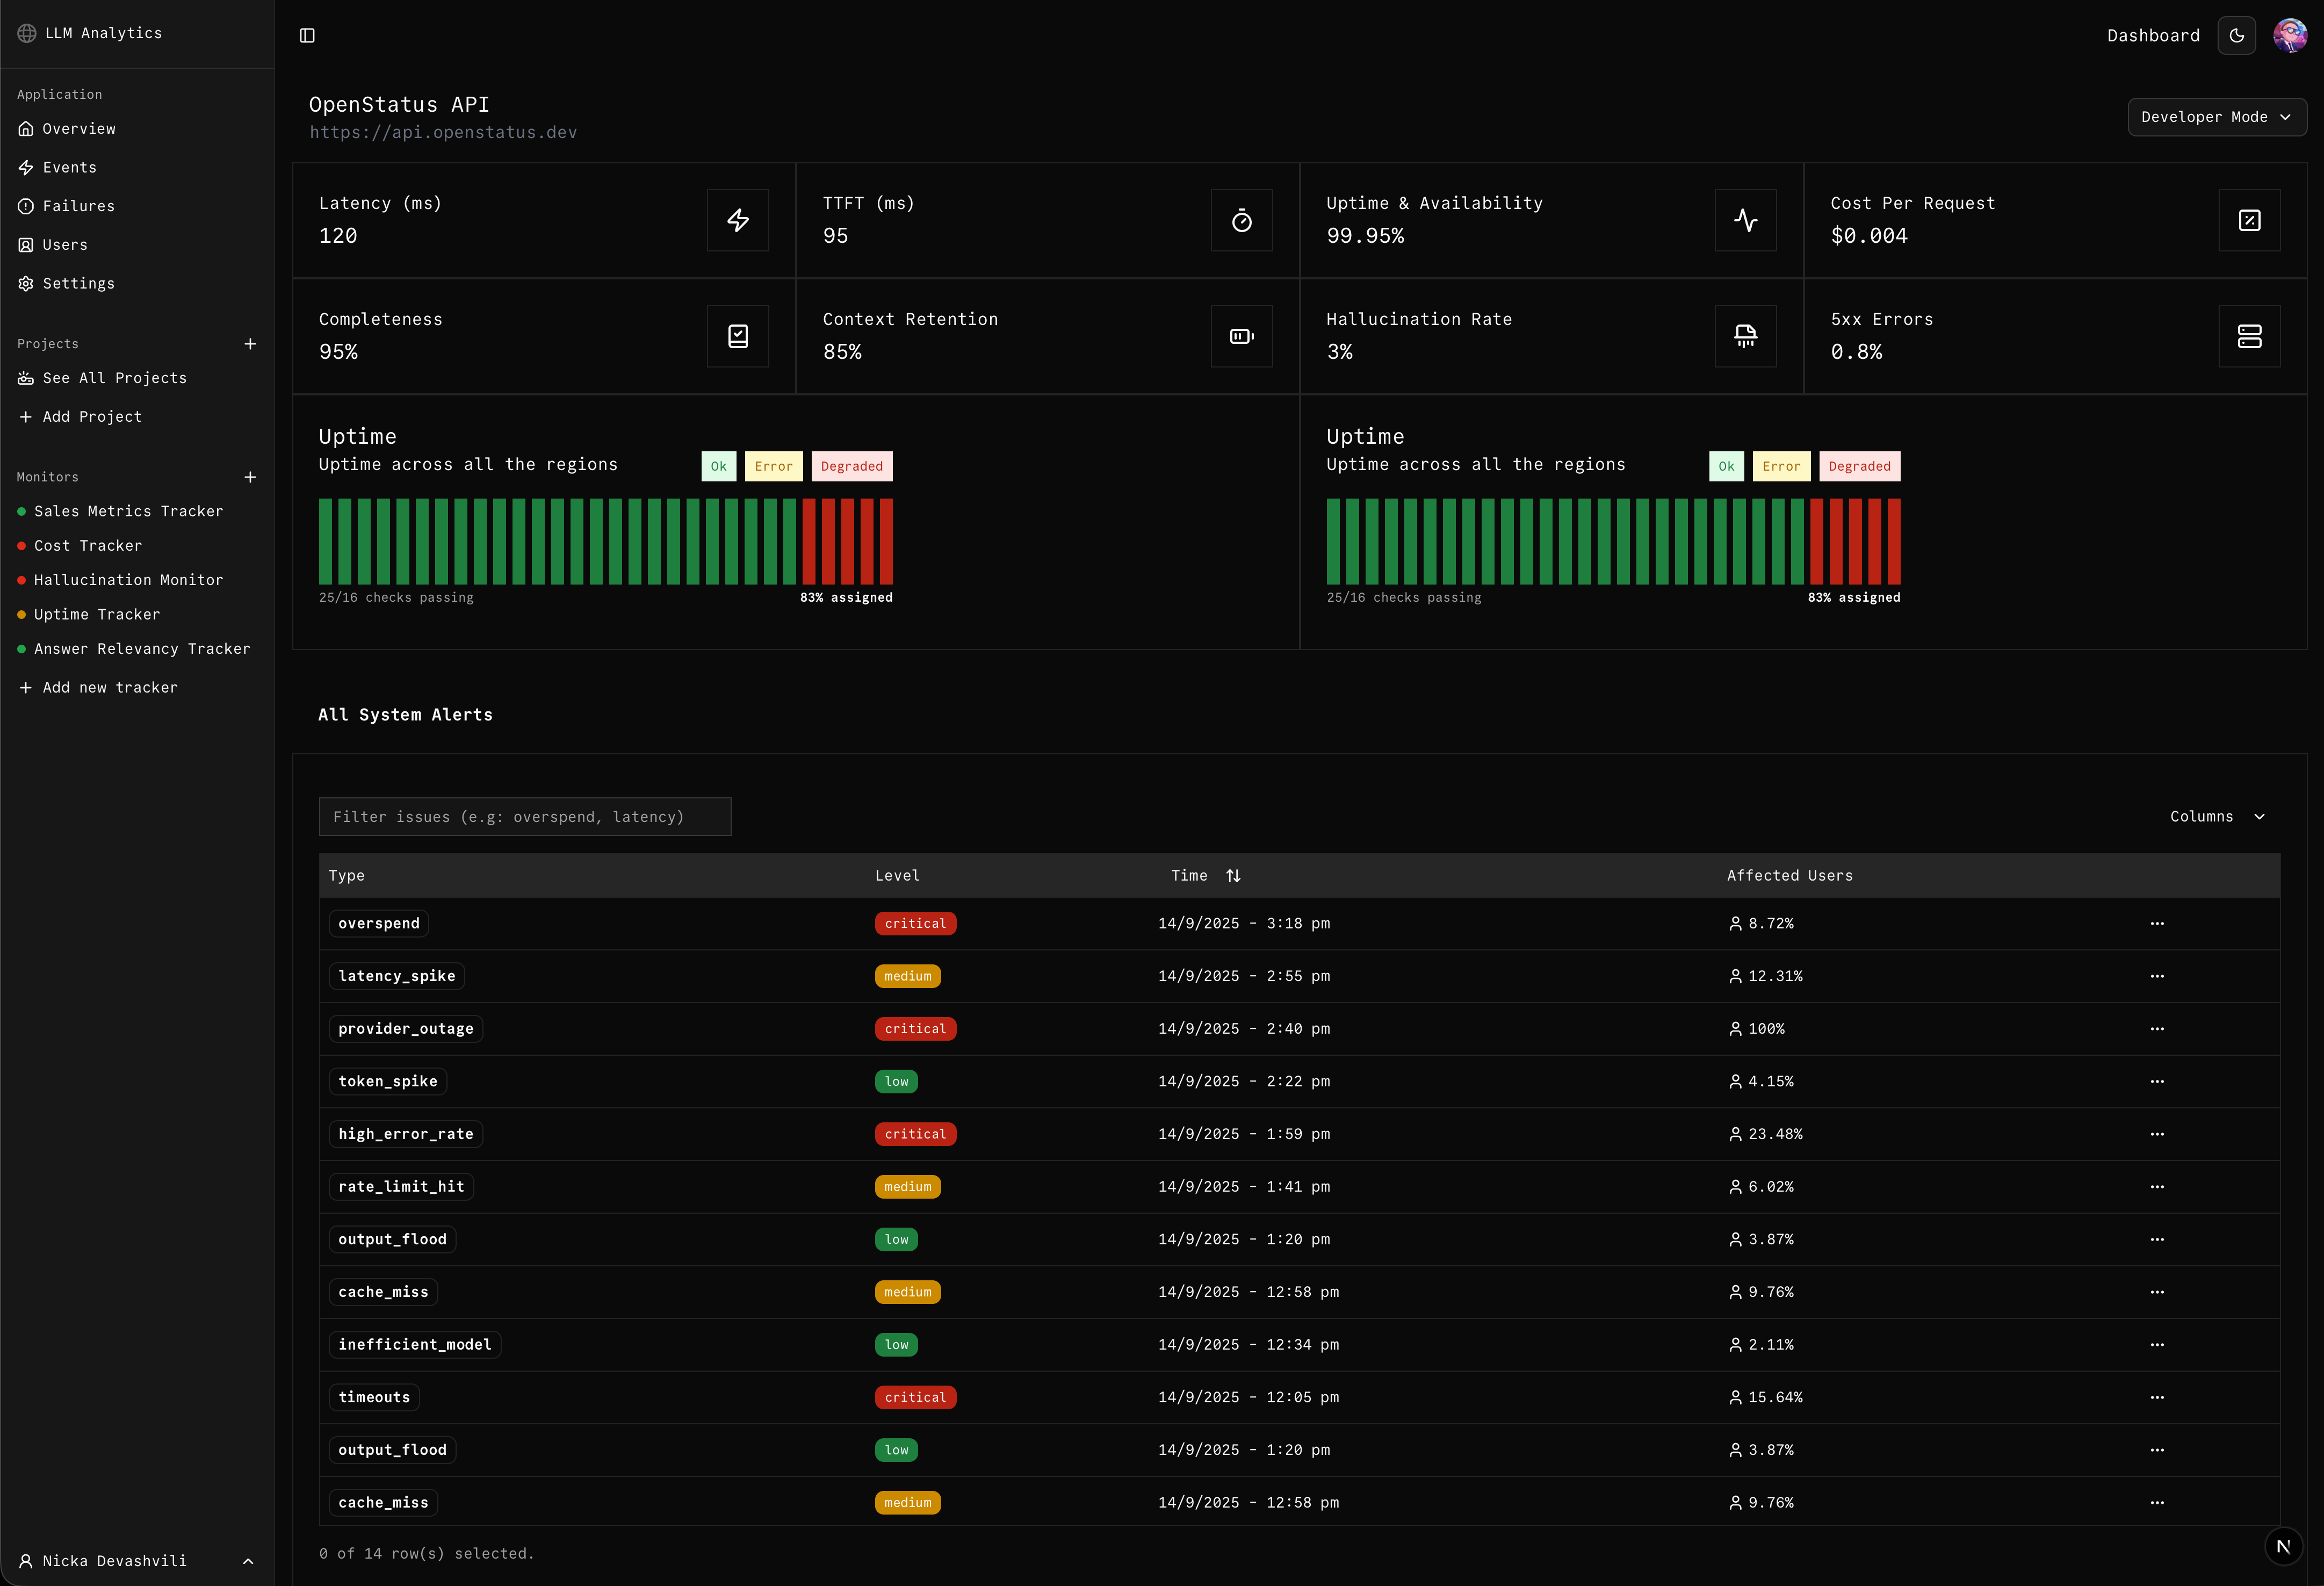 LLM Analytics
Application
Overview
Events
Failures
Users
Settings
Projects
See All Projects
Add Project
Monitors
Sales Metrics Tracker
Cost Tracker
Hallucination Monitor
Uptime Tracker
Answer Relevancy Tracker
Add new tracker
Nicka Devashvili
Dashboard
OpenStatus API
https://api.openstatus.dev
Developer Mode
Latency (ms)
120
TTFT (ms)
95
Uptime & Availability
99.95%
Cost Per Request
$0.004
Completeness
95%
Context Retention
85%
Hallucination Rate
3%
5xx Errors
0.8%
Uptime
Uptime across all the regions
Ok Error Degraded
25/16 checks passing 83% assigned
Uptime
Uptime across all the regions
Ok Error Degraded
25/16 checks passing 83% assigned
All System Alerts
Filter issues (e.g: overspend, latency)
Columns
Type Level Time Affected Users
overspend critical 14/9/2025 - 3:18 pm 8.72%
latency_spike medium 14/9/2025 - 2:55 pm 12.31%
provider_outage critical 14/9/2025 - 2:40 pm 100%
token_spike low 14/9/2025 - 2:22 pm 4.15%
high_error_rate critical 14/9/2025 - 1:59 pm 23.48%
rate_limit_hit medium 14/9/2025 - 1:41 pm 6.02%
output_flood low 14/9/2025 - 1:20 pm 3.87%
cache_miss medium 14/9/2025 - 12:58 pm 9.76%
inefficient_model low 14/9/2025 - 12:34 pm 2.11%
timeouts critical 14/9/2025 - 12:05 pm 15.64%
output_flood low 14/9/2025 - 1:20 pm 3.87%
cache_miss medium 14/9/2025 - 12:58 pm 9.76%
0 of 14 row(s) selected.
N